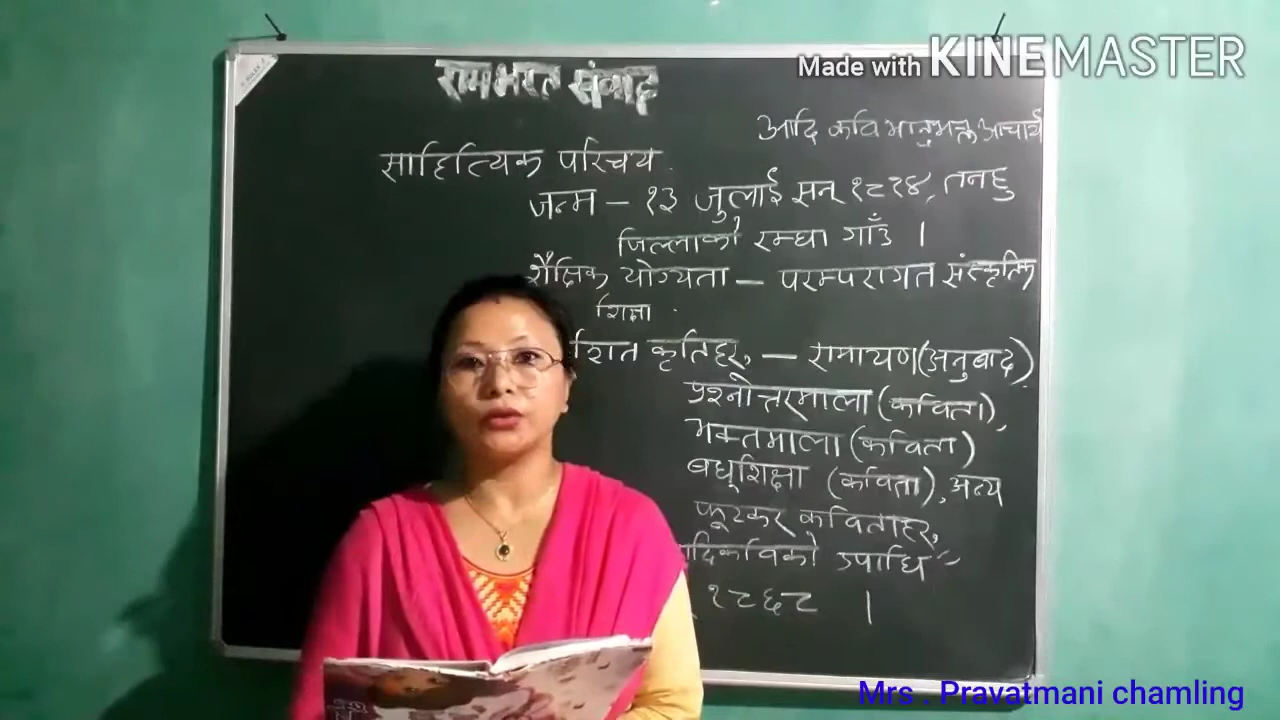 Made with KINEMASTER
राम भरत संवाद
आदि कवि भानुभक्त आचार्य
साहित्यिक परिचय.
जन्म – १३ जुलाई सन् १८१४, तनहु
जिल्लाको रम्घा गाँउ ।
शैक्षिक योग्यता – परम्परागत संस्कृतिक
शिक्षा .
शित कृतिहरू, – रामायण (अनुवाद)
प्रश्नोत्तरमाला (कविता),
भक्तमाला (कविता)
बधूशिक्षा (कविता), अन्य
फूटकर कविताहरू,
दिकविको उपाधि
१८६८ ।
Mrs . Pravatmani chamling